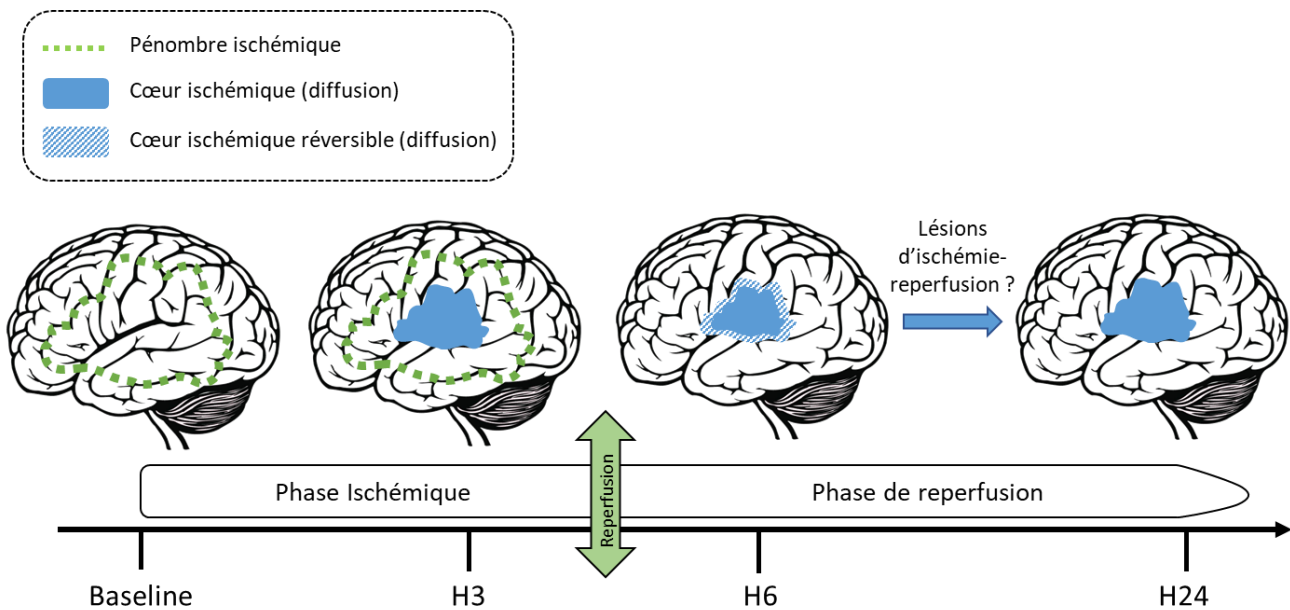 Pénombre ischémique
Cœur ischémique (diffusion)
Cœur ischémique réversible (diffusion)
Lésions
d’ischémie-
reperfusion ?
Phase Ischémique
Reperfusion
Phase de reperfusion
Baseline
H3
H6
H24